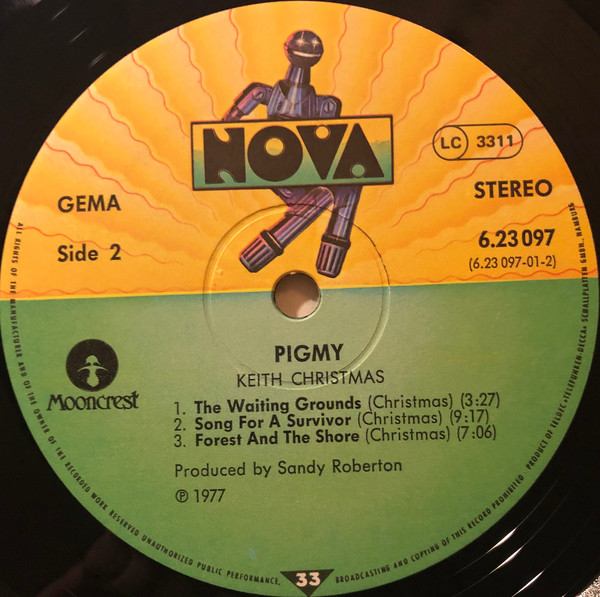 NOVA
LC 3311
GEMA
STEREO
Side 2
6.23 097
(6.23 097-01-2)
Mooncrest
PIGMY
KEITH CHRISTMAS
1. The Waiting Grounds (Christmas) (3:27)
2. Song For A Survivor (Christmas) (9:17)
3. Forest And The Shore (Christmas) (7:06)
Produced by Sandy Roberton
℗ 1977
ALL RIGHTS OF THE MANUFACTURER AND OF THE OWNER OF THE RECORDED WORK RESERVED UNAUTHORIZED PUBLIC PERFORMANCE, BROADCASTING AND COPYING OF THIS RECORD PROHIBITED
33
PRODUCT OF TELDEC »TELEFUNKEN-DECCA« SCHALLPLATTEN GMBH., HAMBURG